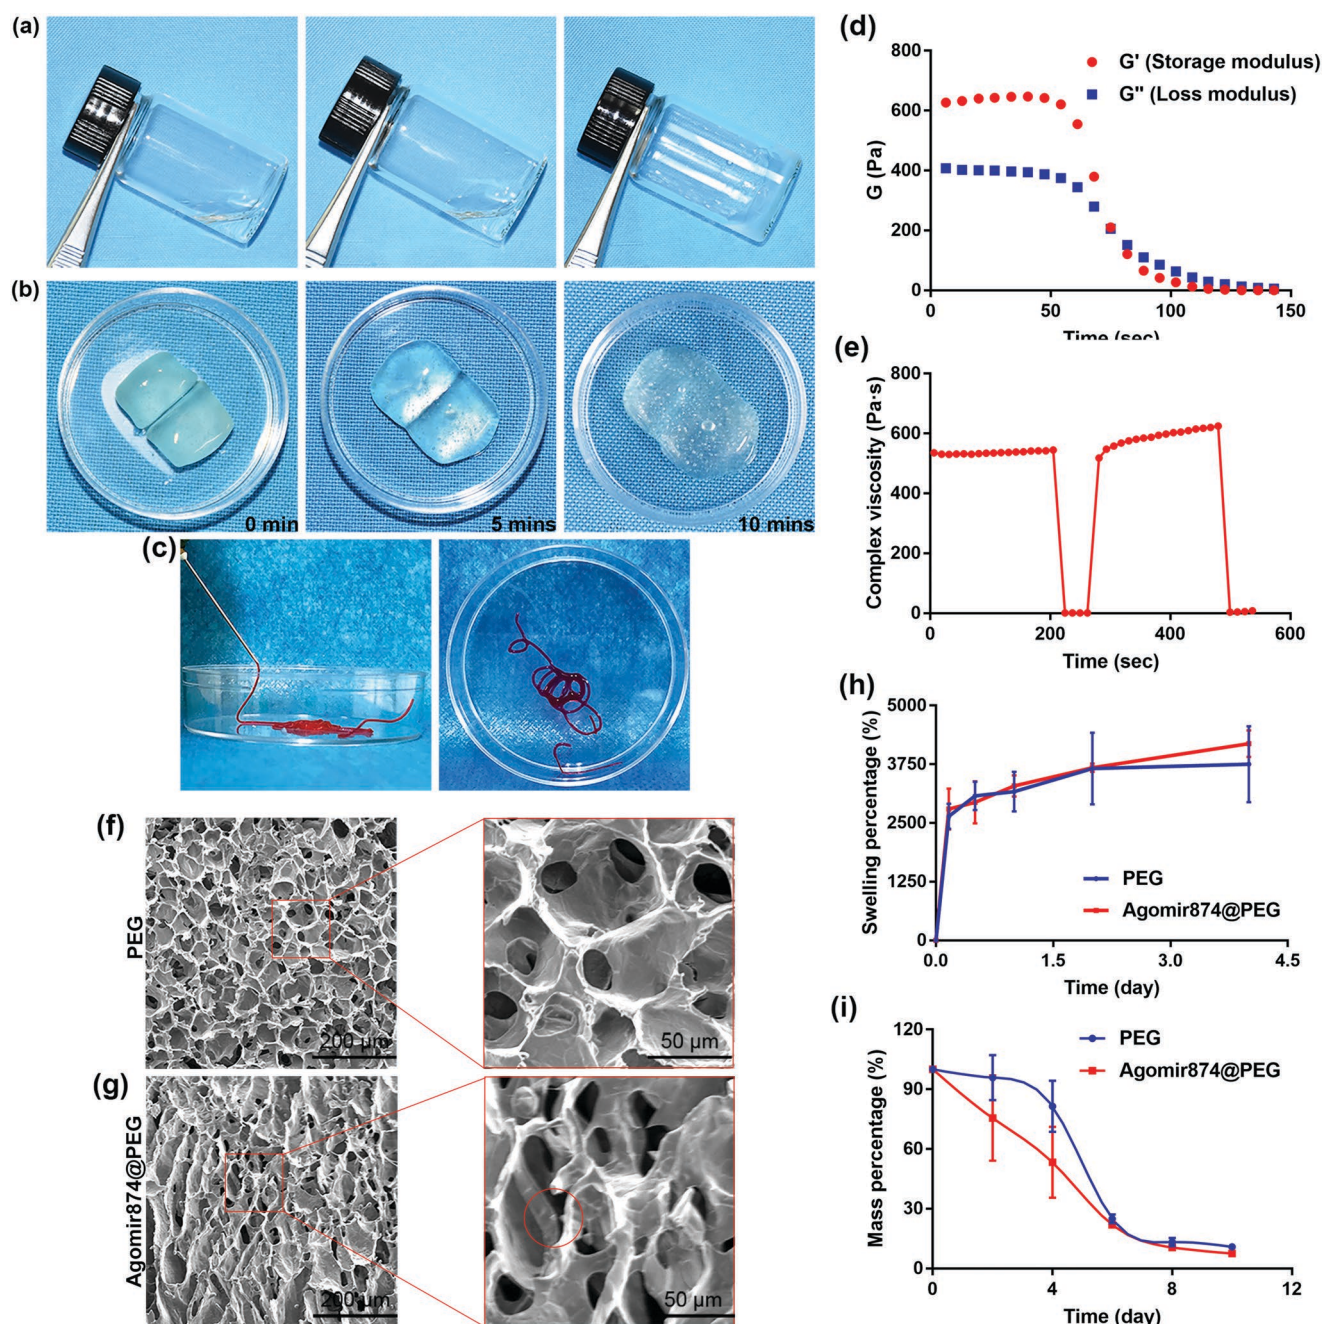 (a)
(b)
0 min
5 mins
10 mins
(c)
(d)
800
600
400
200
0
0
50
100
150
G (Pa)
Time (sec)
G' (Storage modulus)
G" (Loss modulus)
(e)
800
600
400
200
0
0
200
400
600
Complex viscosity (Pa·s)
Time (sec)
(f)
PEG
200 µm
50 µm
(g)
Agomir874@PEG
200 µm
50 µm
(h)
5000
3750
2500
1250
0
0.0
1.5
3.0
4.5
Swelling percentage (%)
Time (day)
PEG
Agomir874@PEG
(i)
120
90
60
30
0
0
4
8
12
Mass percentage (%)
Time (day)
PEG
Agomir874@PEG